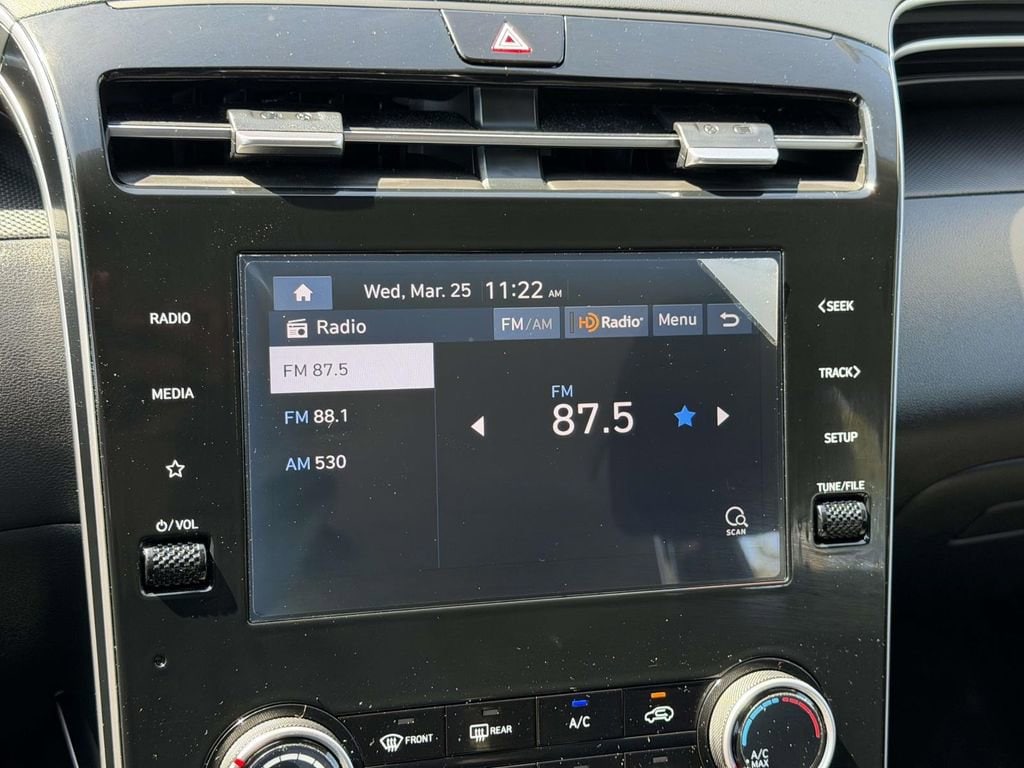 Wed, Mar. 25 11:22 AM
Radio FM/AM HD Radio Menu
FM 87.5
FM 88.1
AM 530
FM
87.5
SCAN
RADIO
MEDIA
/VOL
<SEEK
TRACK>
SETUP
TUNE/FILE
FRONT
REAR
A/C
A/C
MAX